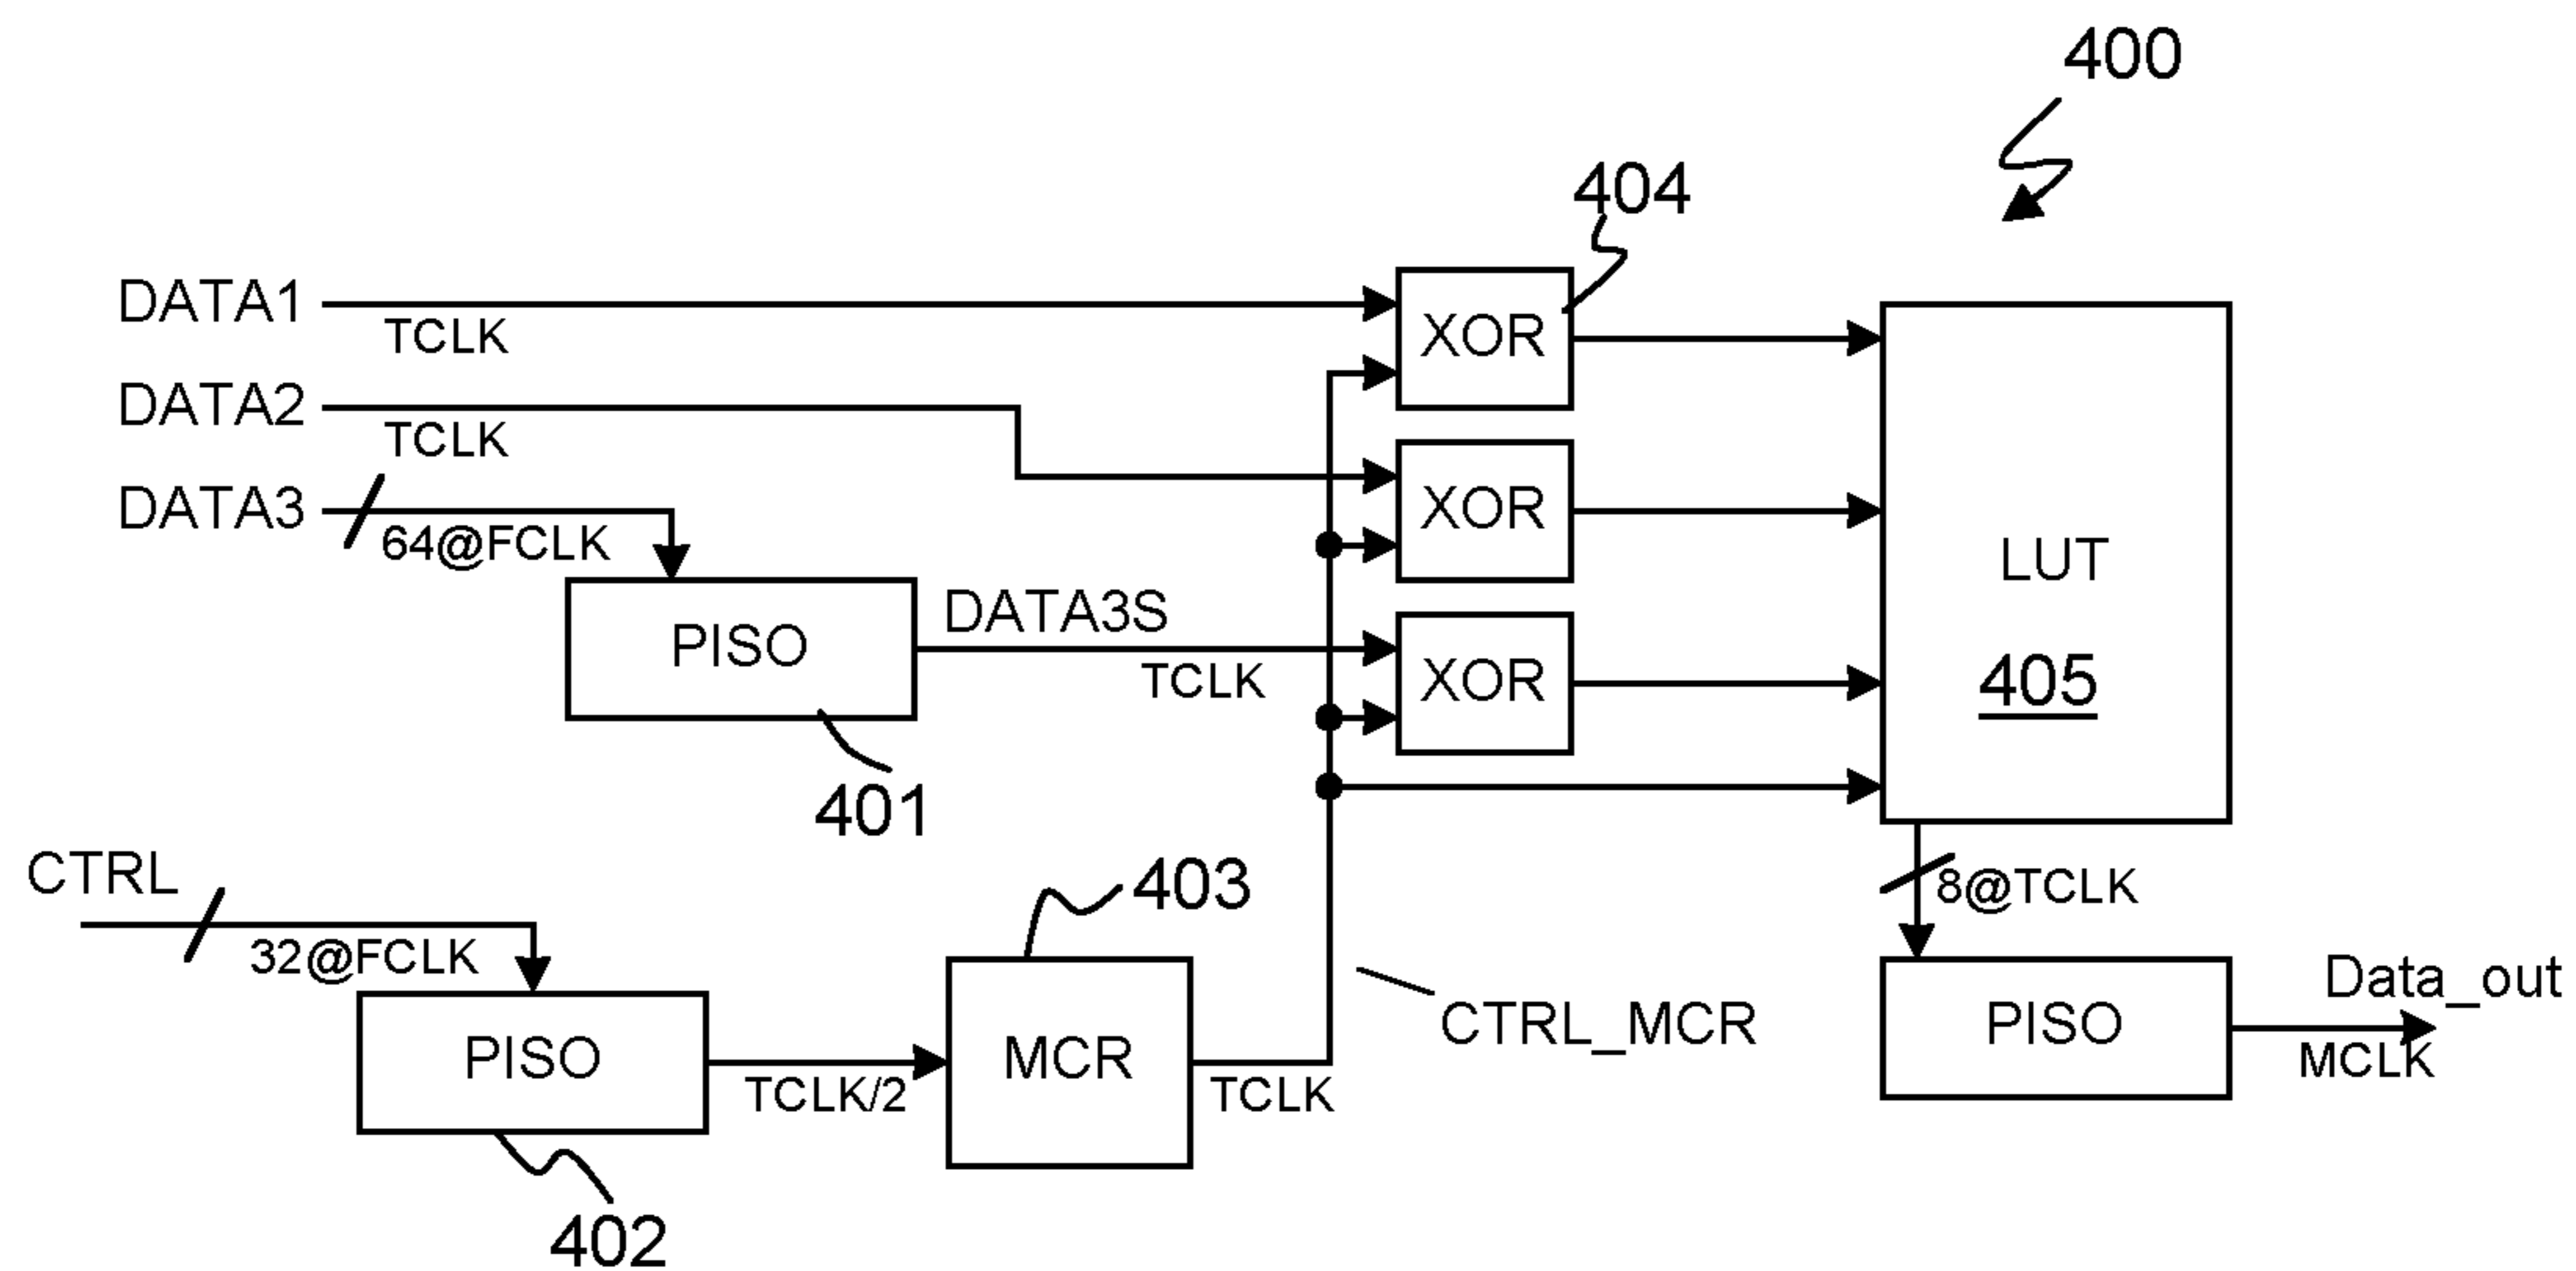 400
404
DATA1
TCLK
XOR
DATA2
TCLK
DATA3
64@FCLK
XOR
LUT
405
PISO
DATA3S
TCLK
XOR
401
CTRL
32@FCLK
403
8@TCLK
PISO
TCLK/2
MCR
TCLK
CTRL_MCR
PISO
Data_out
MCLK
402